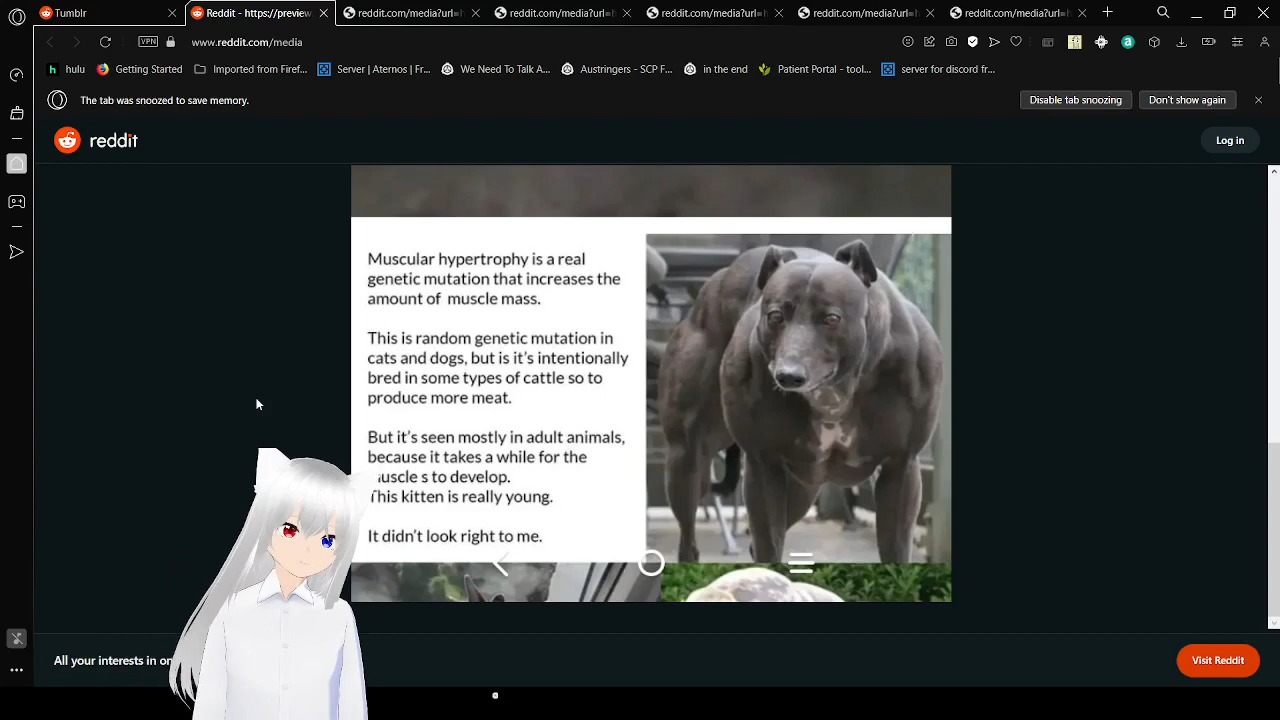 Tumblr
Reddit - https://preview
reddit.com/media?url=h
reddit.com/media?url=h
reddit.com/media?url=h
reddit.com/media?url=h
reddit.com/media?url=h
VPN
www.reddit.com/media
hulu
Getting Started
Imported from Firef...
Server | Aternos | Fr...
We Need To Talk A...
Austringers - SCP F...
in the end
Patient Portal - tool...
server for discord fr...
The tab was snoozed to save memory.
Disable tab snoozing
Don't show again
reddit
Log in
Muscular hypertrophy is a real
genetic mutation that increases the
amount of muscle mass.
This is random genetic mutation in
cats and dogs, but is it's intentionally
bred in some types of cattle so to
produce more meat.
But it's seen mostly in adult animals,
because it takes a while for the
muscle s to develop.
This kitten is really young.
It didn't look right to me.
All your interests in on
Visit Reddit